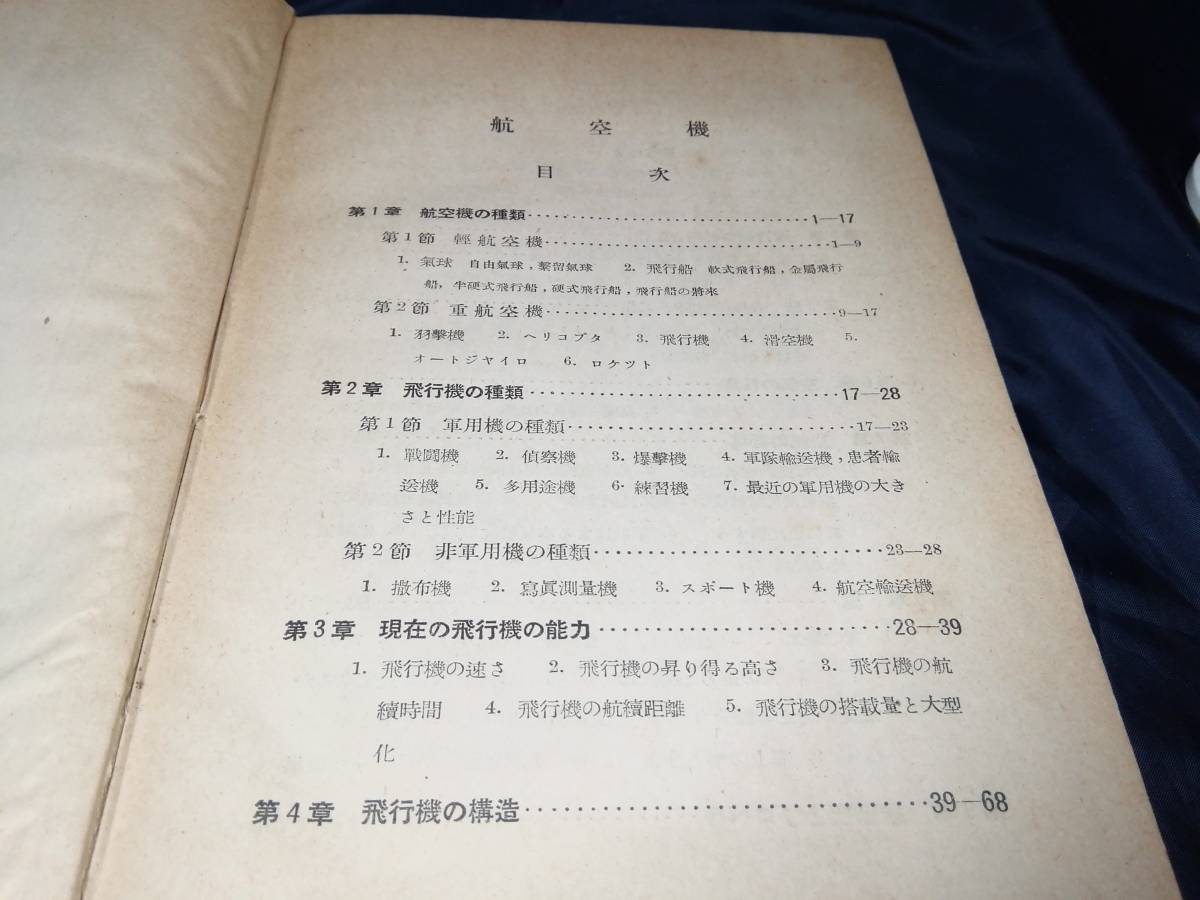 航空機
目次
第1章 航空機の種類……………………………1—17
第1節 輕航空機……………………………1—9
1. 氣球 自由氣球,繋留氣球 2. 飛行船 軟式飛行船,金屬飛行
船,半硬式飛行船,硬式飛行船,飛行船の將來
第2節 重航空機……………………………9—17
1. 羽擊機 2. ヘリコプタ 3. 飛行機 4. 滑空機 5.
オートジヤイロ 6. ロケツト
第2章 飛行機の種類……………………………17—28
第1節 軍用機の種類……………………………17—23
1. 戰鬪機 2. 偵察機 3. 爆擊機 4. 軍隊輸送機,患者輸
送機 5. 多用途機 6. 練習機 7. 最近の軍用機の大き
さと性能
第2節 非軍用機の種類……………………………23—28
1. 撒布機 2. 寫眞測量機 3. スポート機 4. 航空輸送機
第3章 現在の飛行機の能力……………………………28—39
1. 飛行機の速さ 2. 飛行機の昇り得る高さ 3. 飛行機の航
續時間 4. 飛行機の航續距離 5. 飛行機の搭載量と大型
化
第4章 飛行機の構造……………………………39—68